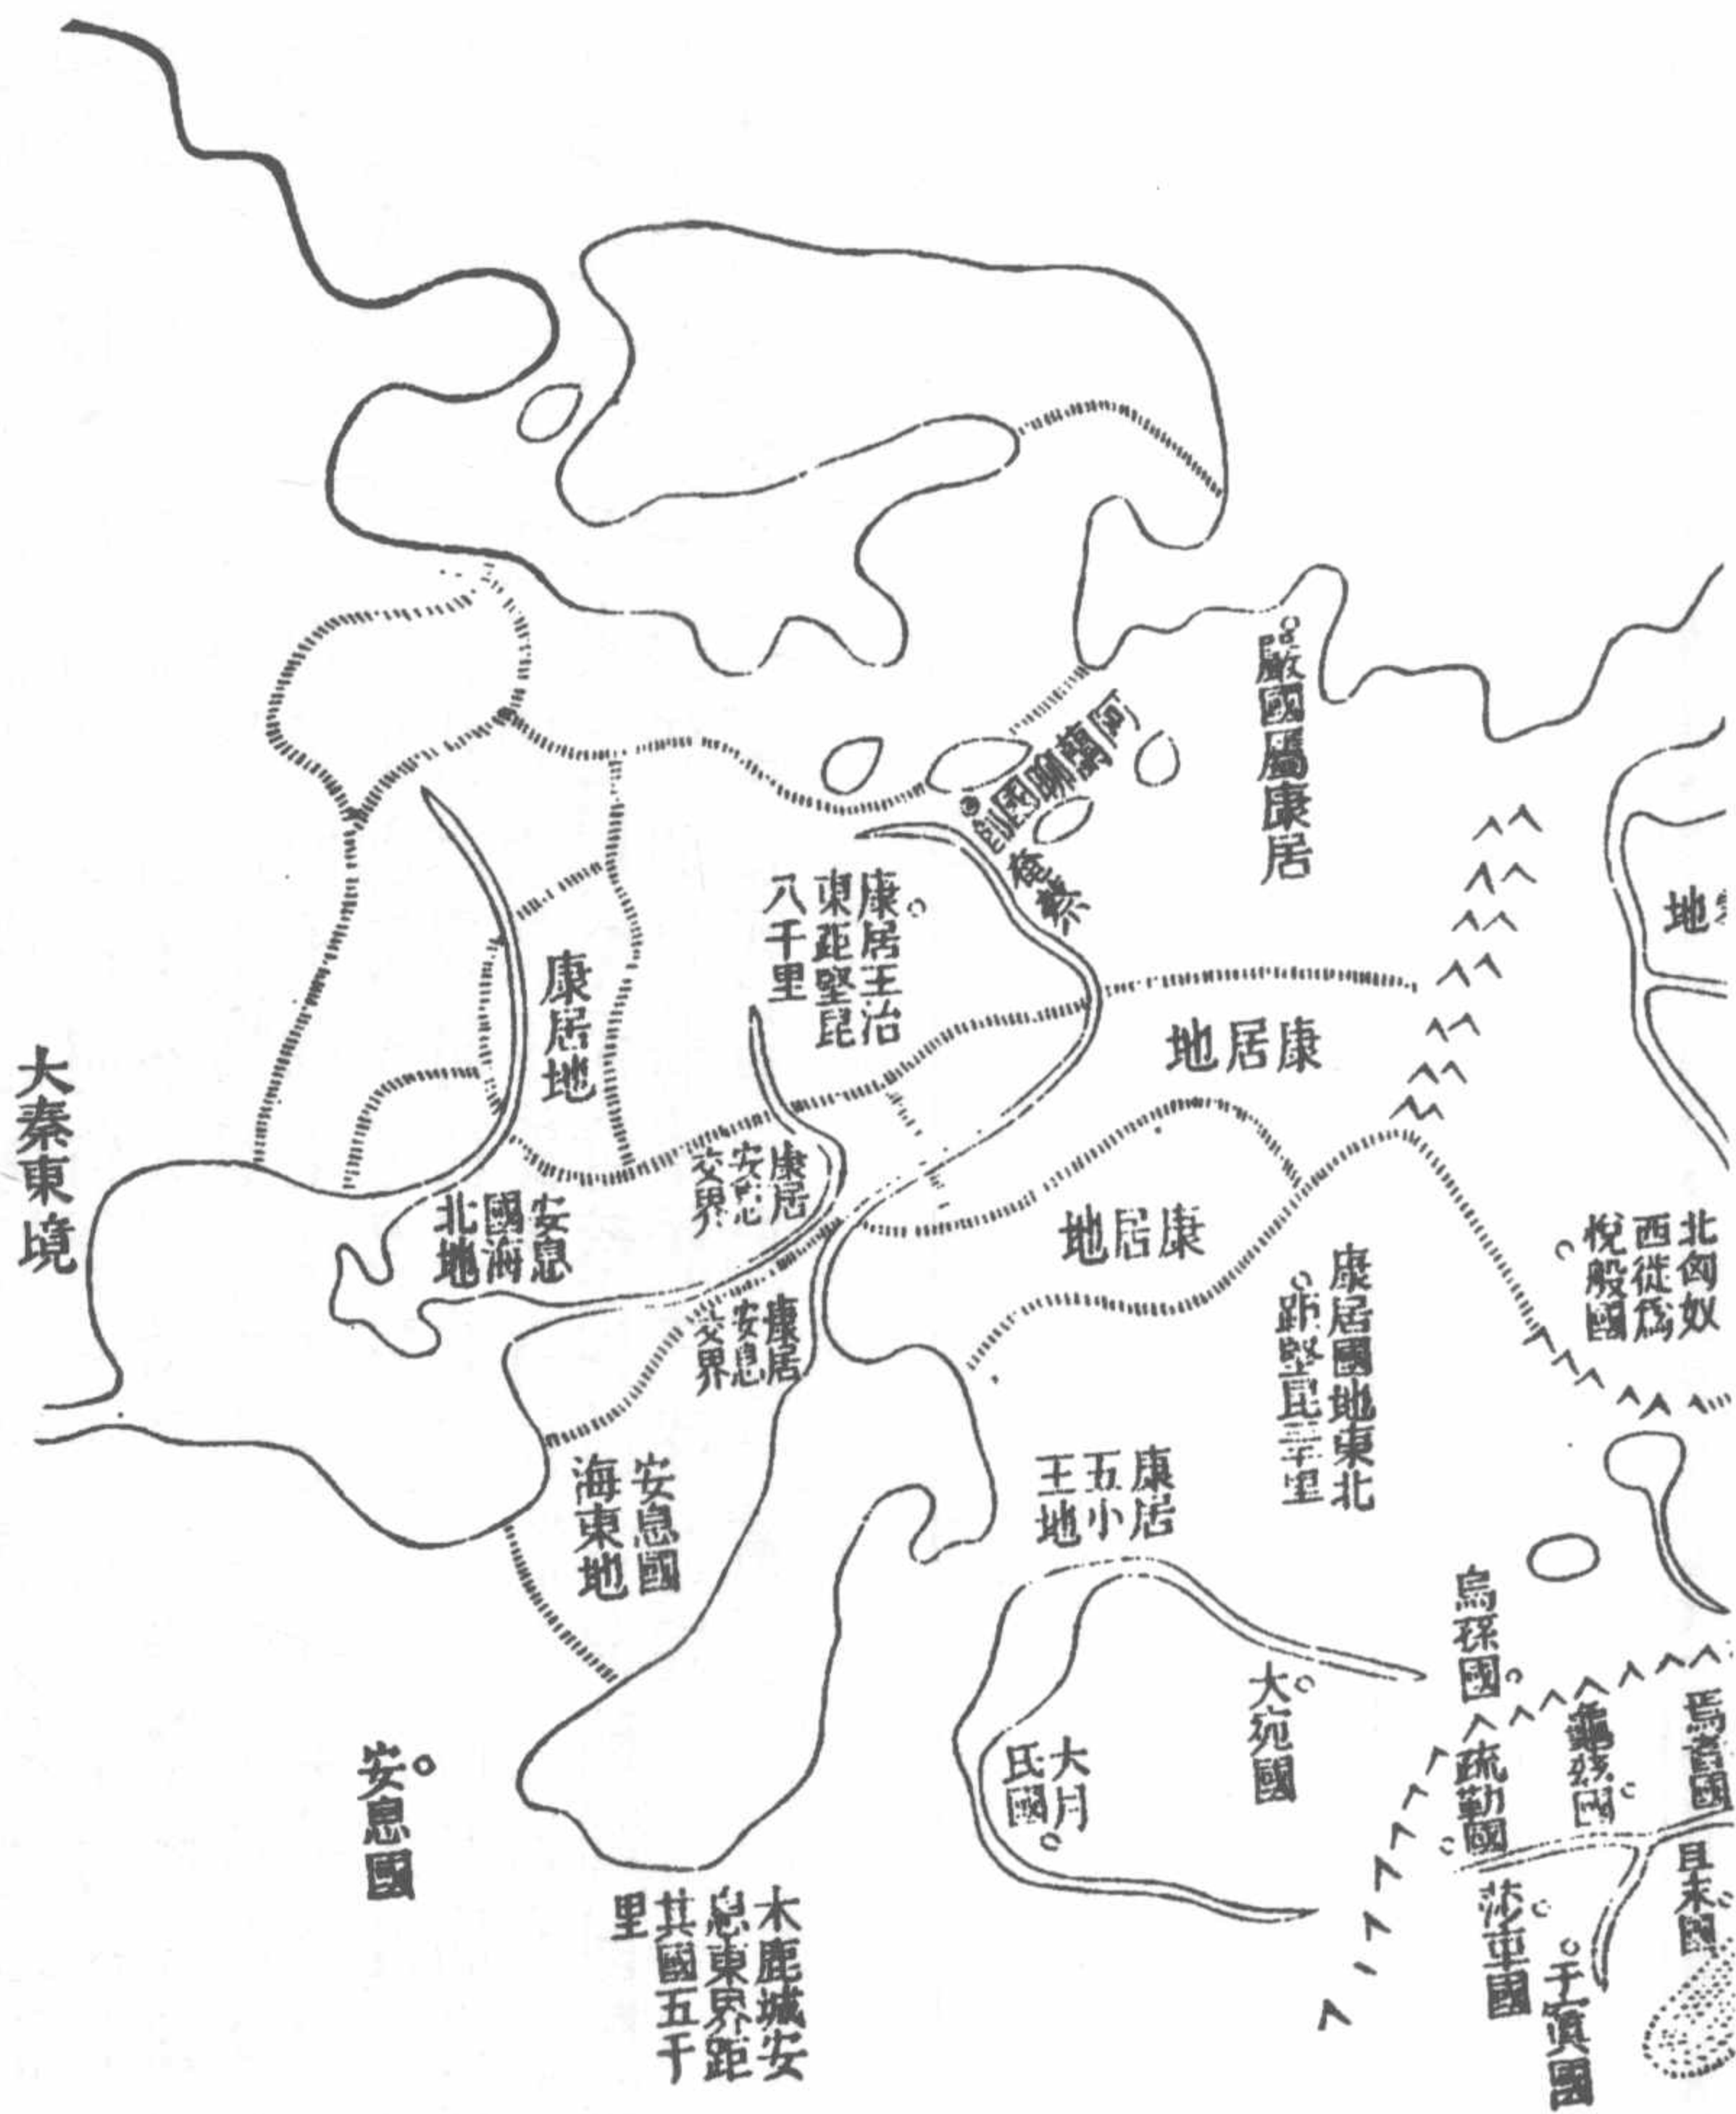 嚴國屬康居
阿蘭聊國
奄蔡
康居王治
東距堅昆
八千里
康居地
康居地
康居地
地
大秦東境
康居
安息
交界
安息
國海
北地
康居
安息
交界
北匈奴
西徙爲
悅般國
康居國地東北
距堅昆三千里
康居
五小
王地
安息國
海東地
烏孫國
大宛國
大月
氏國
安息國
焉耆國
龜玆國
疏勒國
且末國
莎車國
于窴國
木鹿城安
息東界距
其國五千
里